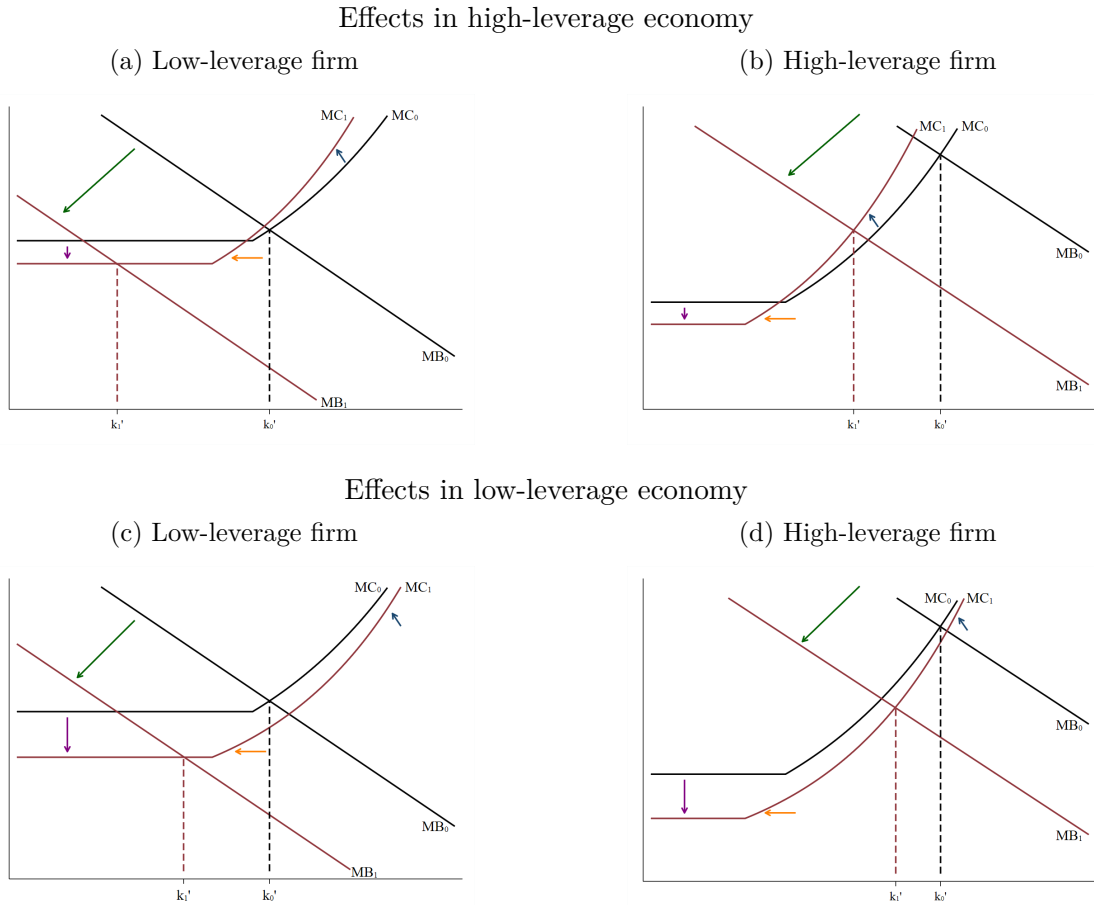 Effects in high-leverage economy
(a) Low-leverage firm
(b) High-leverage firm
MC₁
MC₀
MB₀
MB₁
k₁'
k₀'
MC₁
MC₀
MB₀
MB₁
k₁'
k₀'
Effects in low-leverage economy
(c) Low-leverage firm
(d) High-leverage firm
MC₀
MC₁
MB₀
MB₁
k₁'
k₀'
MC₀
MC₁
MB₀
MB₁
k₁'
k₀'